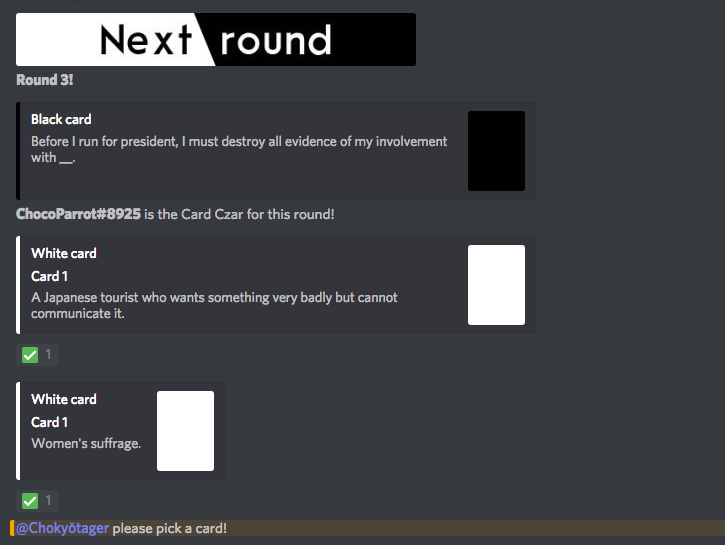 Next round
Round 3!
Black card
Before I run for president, I must destroy all evidence of my involvement
with __.
ChocoParrot#8925 is the Card Czar for this round!
White card
Card 1
A Japanese tourist who wants something very badly but cannot
communicate it.
1
White card
Card 1
Women's suffrage.
1
@Chokyōtager please pick a card!